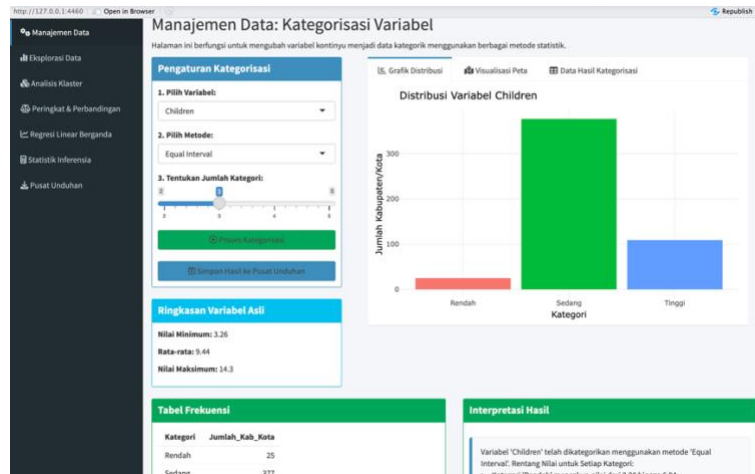 http://127.0.0.1:4460
Open in Browser
Republish
Manajemen Data
Eksplorasi Data
Analisis Klaster
Peringkat & Perbandingan
Regresi Linear Berganda
Statistik Inferensia
Pusat Unduhan
Manajemen Data: Kategorisasi Variabel
Halaman ini berfungsi untuk mengubah variabel kontinyu menjadi data kategorik menggunakan berbagai metode statistik.
Pengaturan Kategorisasi
1. Pilih Variabel:
Children
2. Pilih Metode:
Equal Interval
3. Tentukan Jumlah Kategori:
2 3 5
2 3 4 5
Proses Kategorisasi
Simpan Hasil ke Pusat Unduhan
Ringkasan Variabel Asli
Nilai Minimum: 3.26
Rata-rata: 9.44
Nilai Maksimum: 14.3
Grafik Distribusi
Visualisasi Peta
Data Hasil Kategorisasi
Distribusi Variabel Children
Jumlah Kabupaten/Kota
300
200
100
0
Rendah Sedang Tinggi
Kategori
Tabel Frekuensi
Kategori Jumlah_Kab_Kota
Rendah 25
Sedang 377
Interpretasi Hasil
Variabel 'Children' telah dikategorikan menggunakan metode 'Equal
Interval'. Rentang Nilai untuk Setiap Kategori: